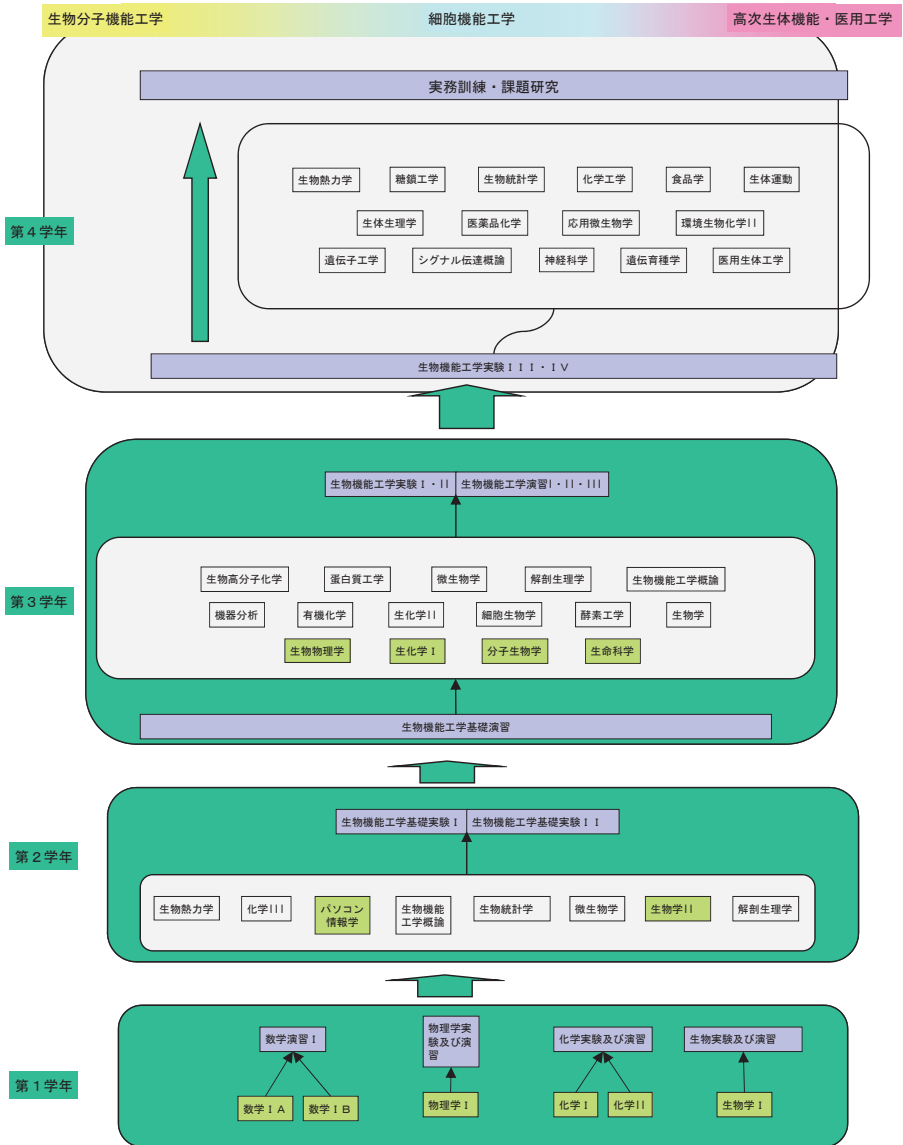 生物分子機能工学
細胞機能工学
高次生体機能・医用工学
実務訓練・課題研究
生物熱力学
糖鎖工学
生物統計学
化学工学
食品学
生体運動
第４学年
生体生理学
医薬品化学
応用微生物学
環境生物化学II
遺伝子工学
シグナル伝達概論
神経科学
遺伝育種学
医用生体工学
生物機能工学実験ＩＩＩ・ＩＶ
生物機能工学実験Ｉ・II
生物機能工学演習I・II・III
生物高分子化学
蛋白質工学
微生物学
解剖生理学
生物機能工学概論
第３学年
機器分析
有機化学
生化学II
細胞生物学
酵素工学
生物学
生物物理学
生化学Ｉ
分子生物学
生命科学
生物機能工学基礎演習
生物機能工学基礎実験Ｉ
生物機能工学基礎実験ＩＩ
第２学年
生物熱力学
化学III
パソコン
情報学
生物機能
工学概論
生物統計学
微生物学
生物学II
解剖生理学
数学演習Ｉ
物理学実
験及び演
習
化学実験及び演習
生物実験及び演習
第１学年
数学ＩＡ
数学ＩＢ
物理学Ｉ
化学Ｉ
化学II
生物学Ｉ